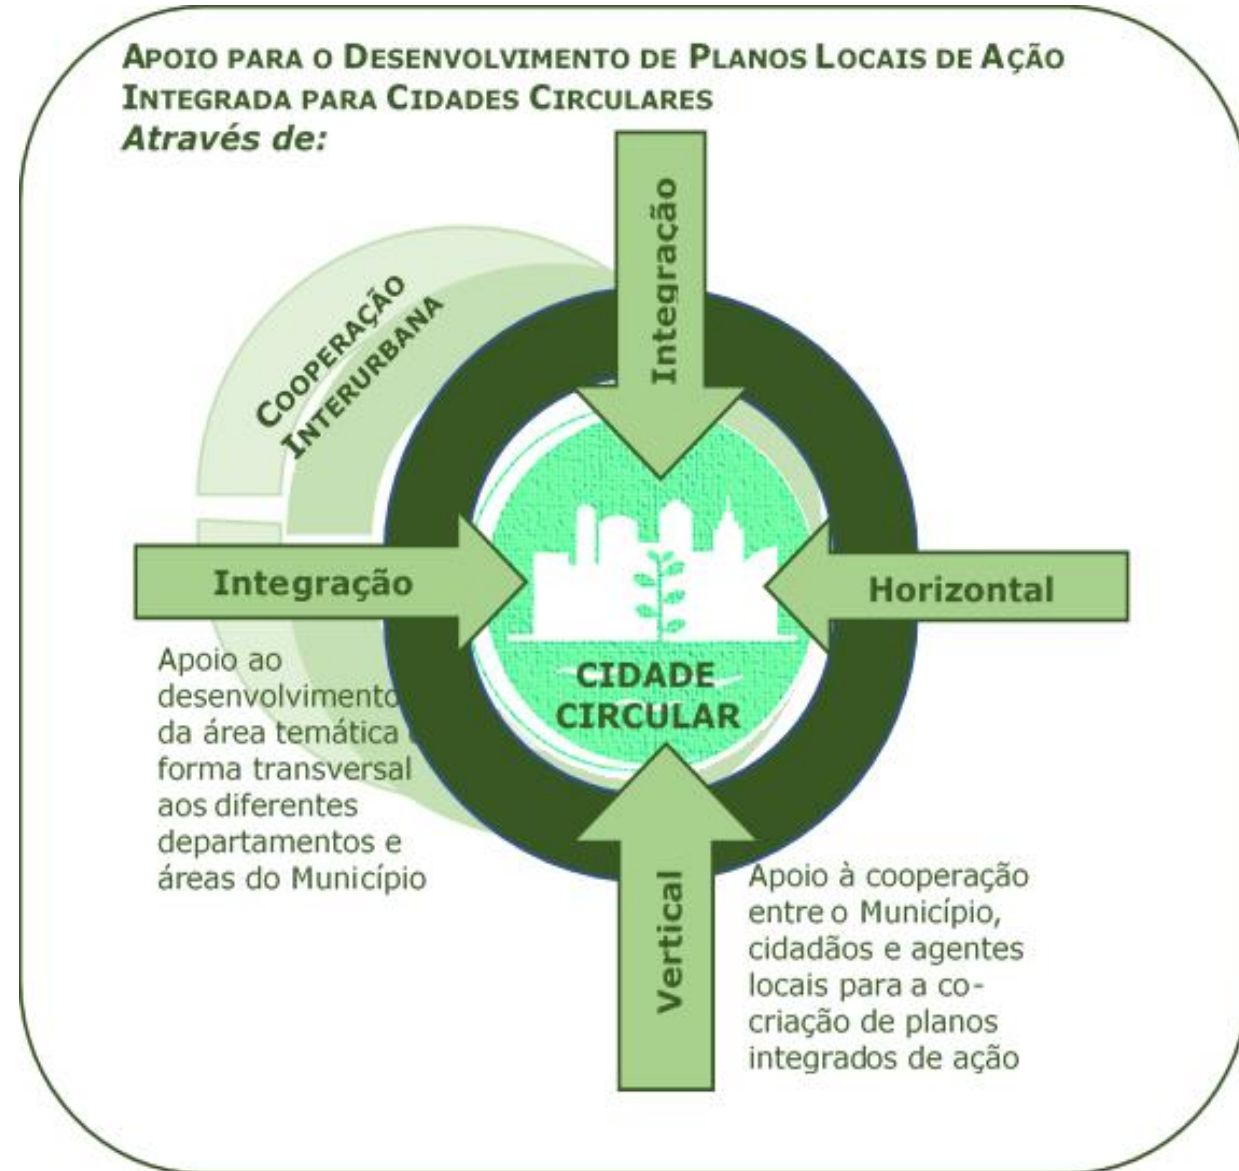 APOIO PARA O DESENVOLVIMENTO DE PLANOS LOCAIS DE AÇÃO
INTEGRADA PARA CIDADES CIRCULARES
Através de:
Integração
COOPERAÇÃO
INTERURBANA
Integração
Horizontal
CIDADE
CIRCULAR
Apoio ao
desenvolvimento
da área temática
forma transversal
aos diferentes
departamentos e
áreas do Município
Vertical
Apoio à cooperação
entre o Município,
cidadãos e agentes
locais para a co-
criação de planos
integrados de ação